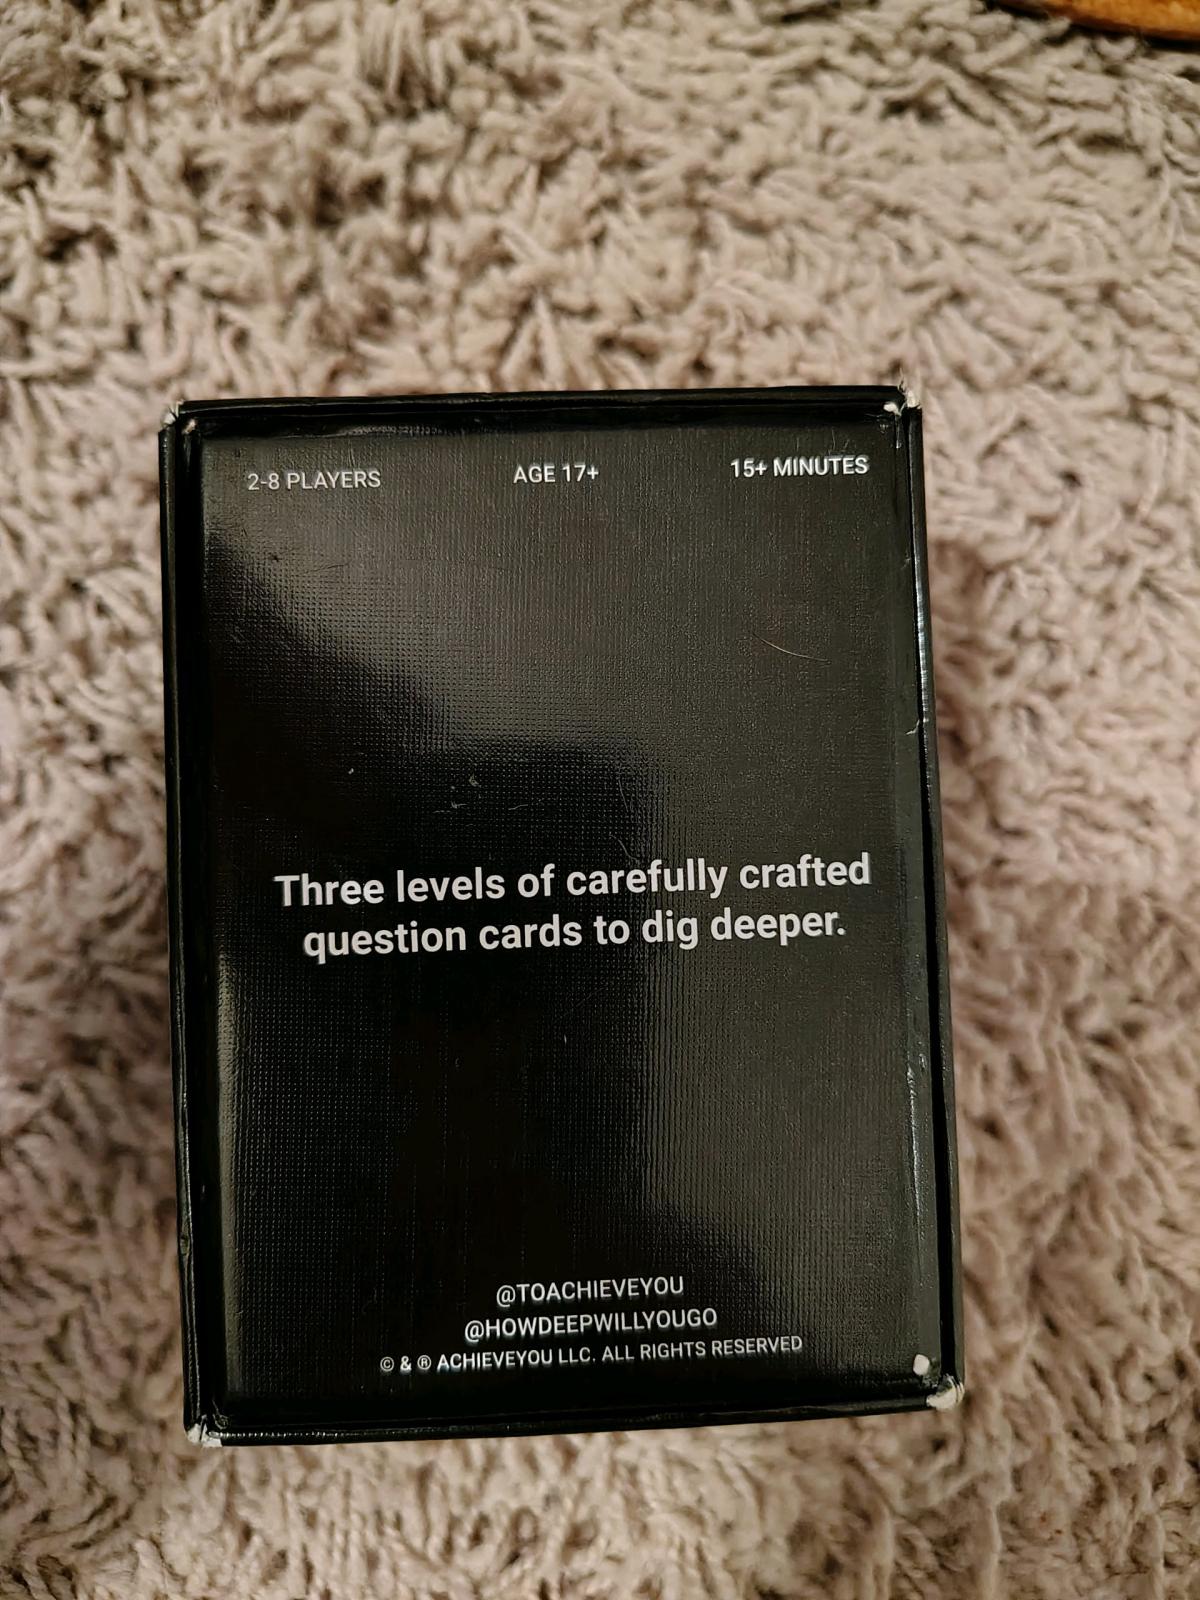 2-8 PLAYERS AGE 17+ 15+ MINUTES
Three levels of carefully crafted
question cards to dig deeper.
@TOACHIEVEYOU
@HOWDEEPWILLYOUGO
© & ® ACHIEVEYOU LLC. ALL RIGHTS RESERVED